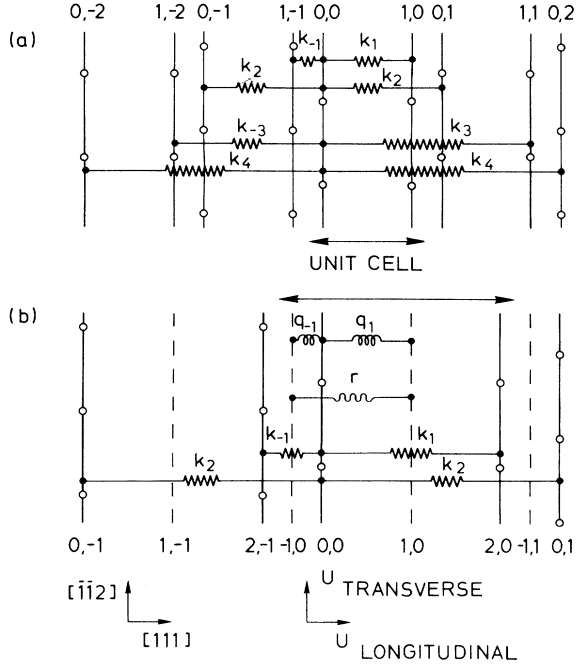 0,-2 1,-2 0,-1 1,-1 0,0 1,0 0,1 1,1 0,2
(a)
k-1 k1
k2 k2
k-3 k3
k4 k4
UNIT CELL
(b)
q-1 q1
r
k-1 k1
k2 k2
0,-1 1,-1 2,-1 -1,0 0,0 1,0 2,0 -1,1 0,1
[1̄1̄2] U TRANSVERSE
[111] U LONGITUDINAL